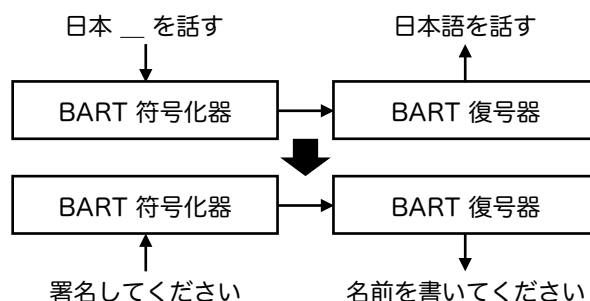 日本 __ を話す
日本語を話す
BART 符号化器
BART 復号器
BART 符号化器
BART 復号器
署名してください
名前を書いてください